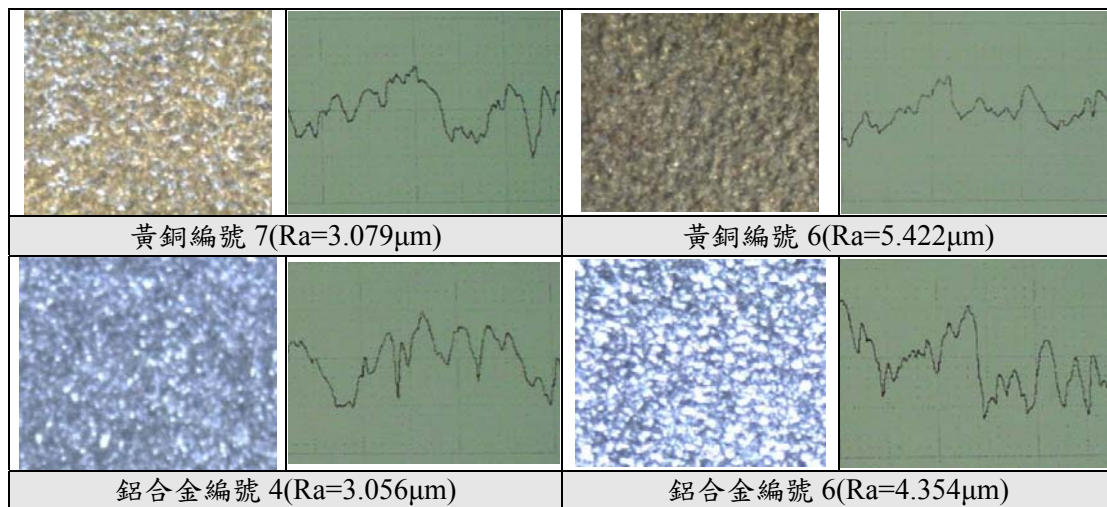 黃銅編號 7(Ra=3.079μm)
黃銅編號 6(Ra=5.422μm)
鋁合金編號 4(Ra=3.056μm)
鋁合金編號 6(Ra=4.354μm)